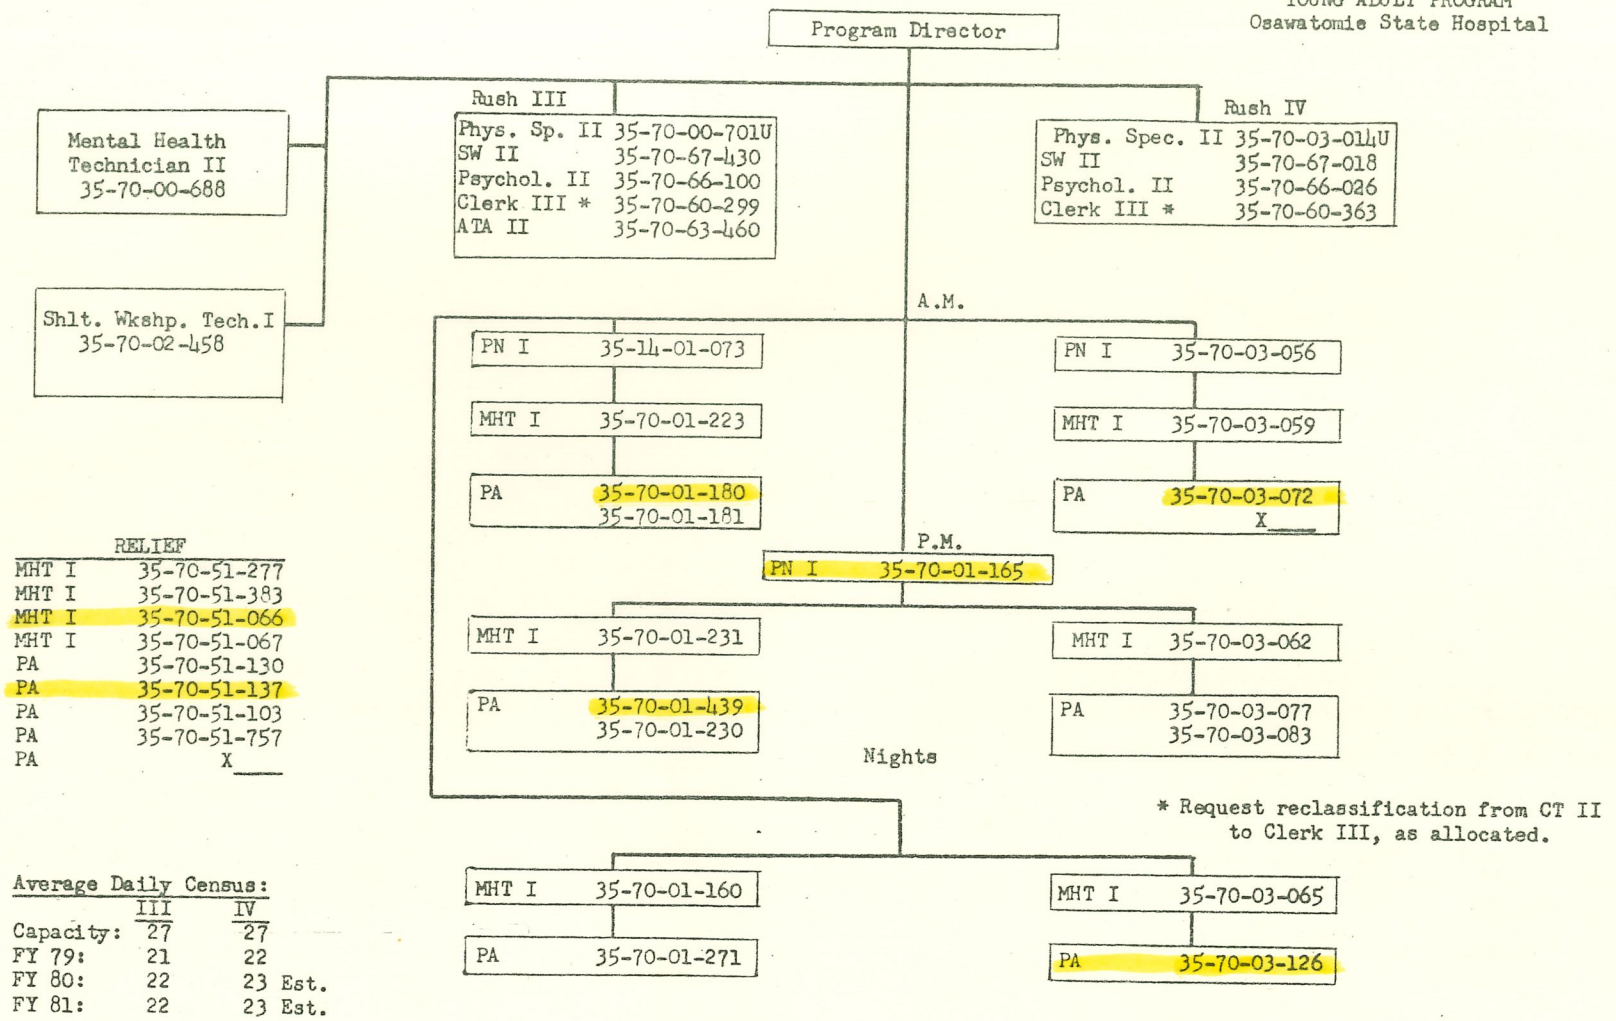 YOUNG ADULT PROGRAM
Osawatomie State Hospital
Program Director
Mental Health
Technician II
35-70-00-688
Shlt. Wkshp. Tech.I
35-70-02-458
Rush III
Phys. Sp. II 35-70-00-701U
SW II 35-70-67-430
Psychol. II 35-70-66-100
Clerk III * 35-70-60-299
ATA II 35-70-63-460
Rush IV
Phys. Spec. II 35-70-03-014U
SW II 35-70-67-018
Psychol. II 35-70-66-026
Clerk III * 35-70-60-363
A.M.
PN I 35-14-01-073
MHT I 35-70-01-223
PA 35-70-01-180
35-70-01-181
PN I 35-70-03-056
MHT I 35-70-03-059
PA 35-70-03-072
X____
P.M.
PN I 35-70-01-165
MHT I 35-70-01-231
PA 35-70-01-439
35-70-01-230
MHT I 35-70-03-062
PA 35-70-03-077
35-70-03-083
Nights
MHT I 35-70-01-160
PA 35-70-01-271
MHT I 35-70-03-065
PA 35-70-03-126
RELIEF
MHT I 35-70-51-277
MHT I 35-70-51-383
MHT I 35-70-51-066
MHT I 35-70-51-067
PA 35-70-51-130
PA 35-70-51-137
PA 35-70-51-103
PA 35-70-51-757
PA X____
* Request reclassification from CT II
to Clerk III, as allocated.
Average Daily Census:
III IV
Capacity: 27 27
FY 79: 21 22
FY 80: 22 23 Est.
FY 81: 22 23 Est.